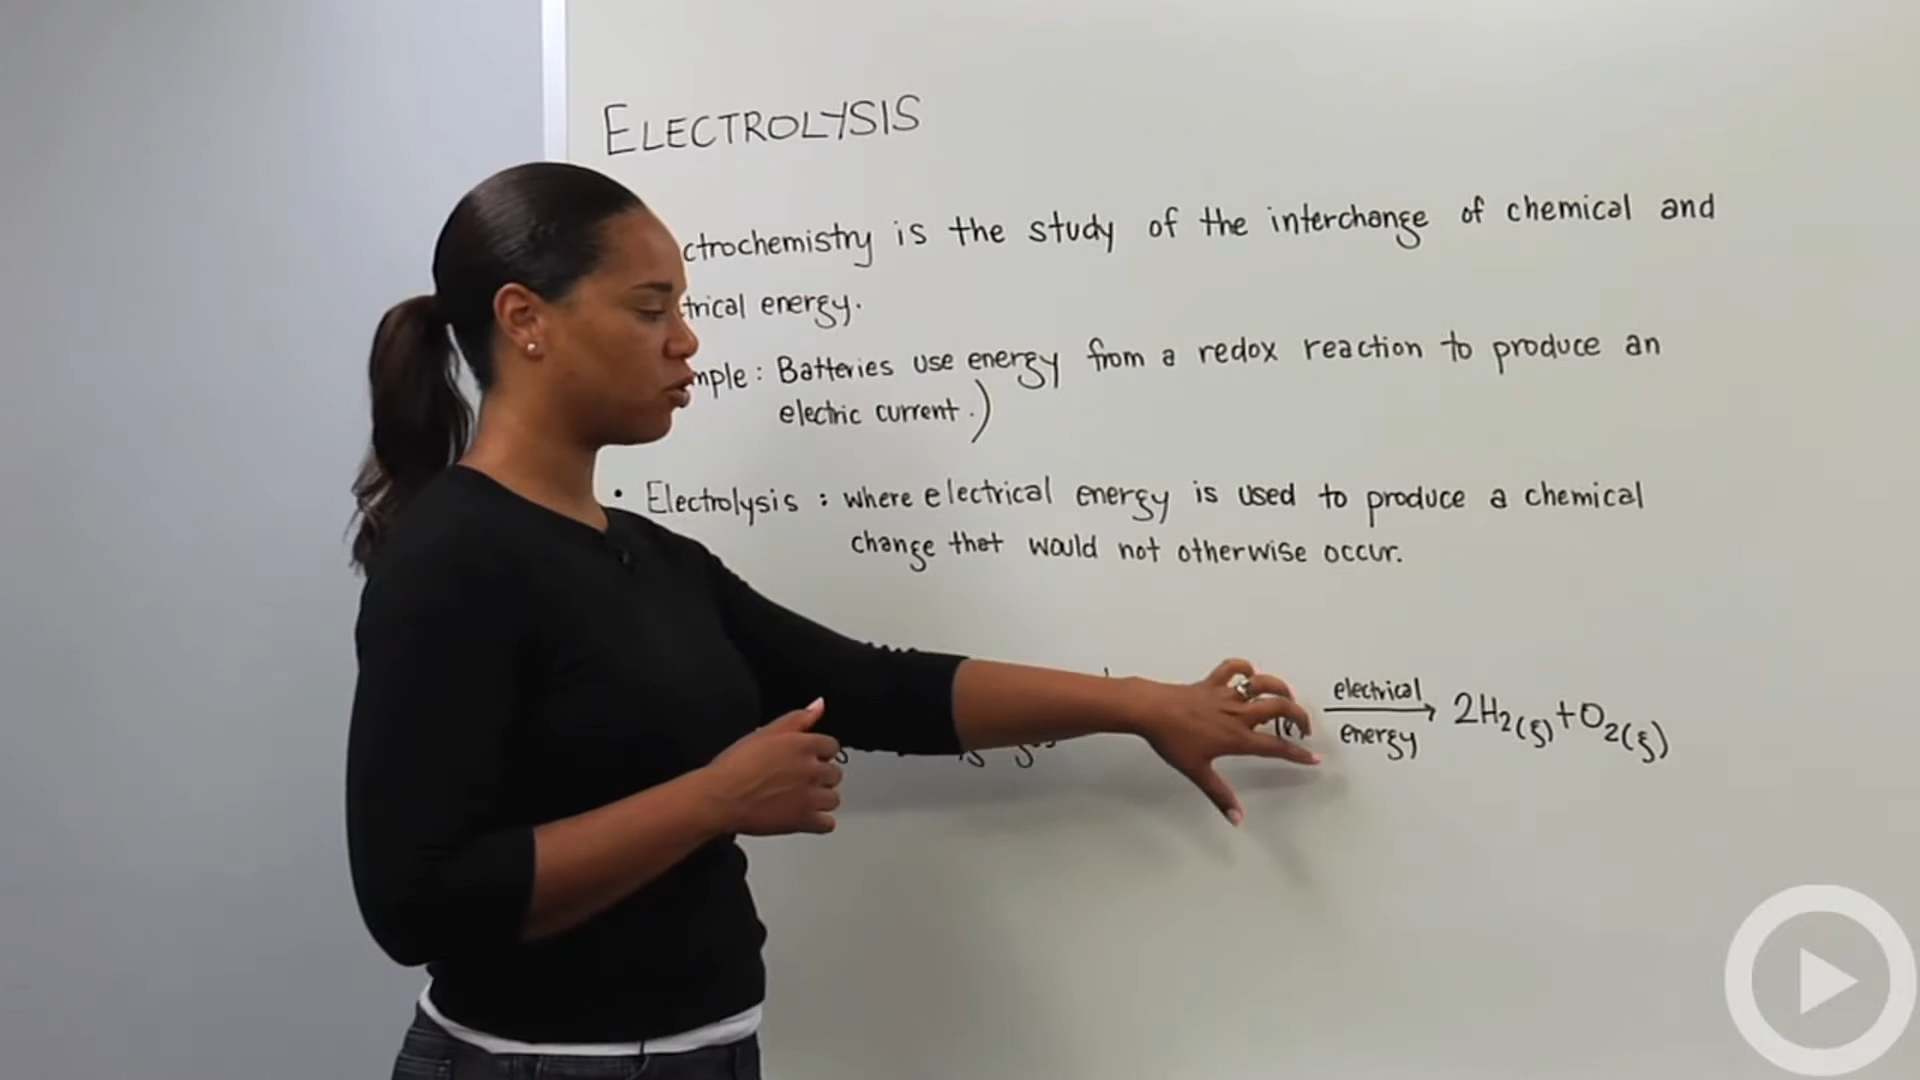 ELECTROLYSIS
ctrochemistry is the study of the interchange of chemical and
trical energy.
mple: Batteries use energy from a redox reaction to produce an
electric current.)
• Electrolysis: where electrical energy is used to produce a chemical
change that would not otherwise occur.
electrical
energy
→ 2H₂(g) + O₂(g)